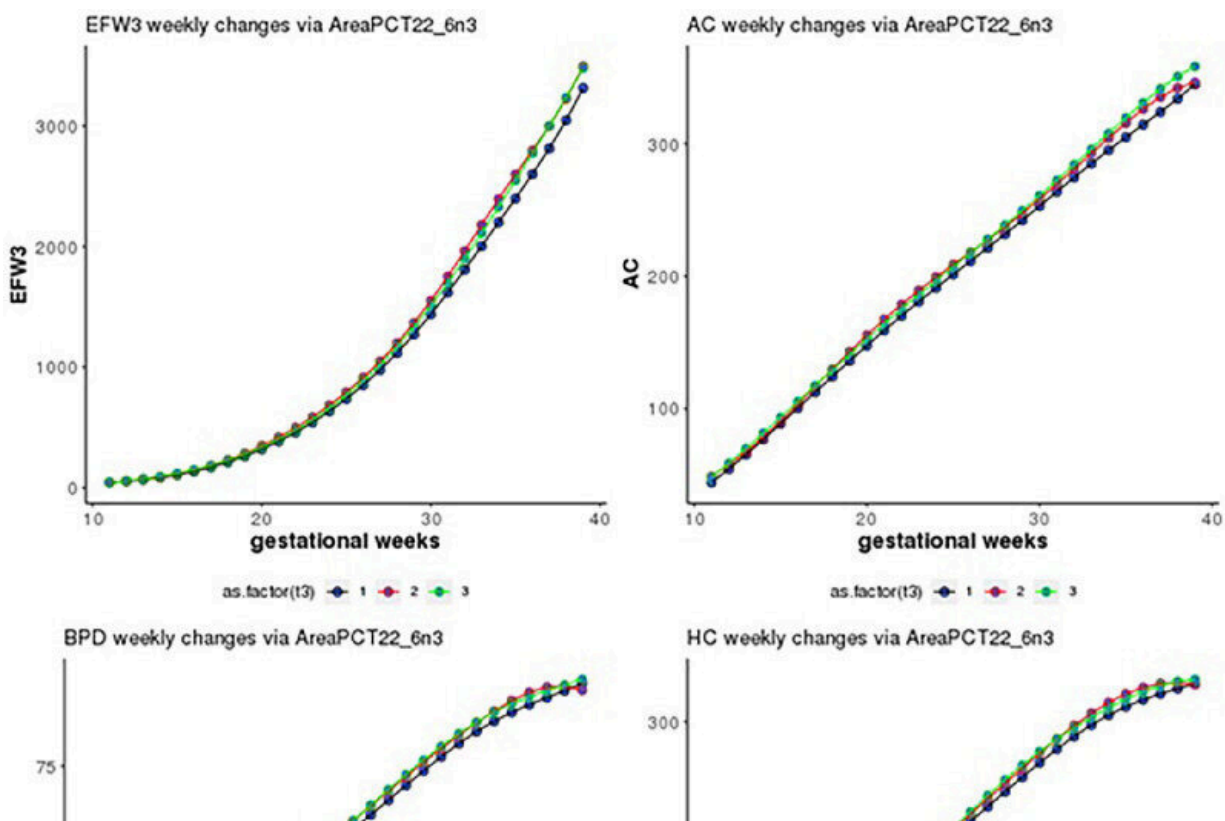 EFW3 weekly changes via AreaPCT22_6n3
3000
2000
1000
0
EFW3
10 20 30 40
gestational weeks
as.factor(t3) 1 2 3
AC weekly changes via AreaPCT22_6n3
300
200
100
AC
10 20 30 40
gestational weeks
as.factor(t3) 1 2 3
BPD weekly changes via AreaPCT22_6n3
75
HC weekly changes via AreaPCT22_6n3
300